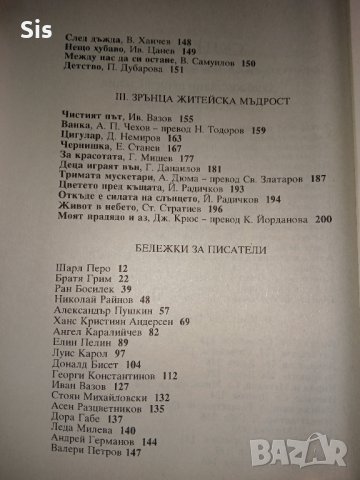 Sis
След дъжда, В. Ханчев 148
Нещо хубаво, Ив. Цанев 149
Между нас да си остане, В. Самуилов 150
Детство, П. Дубарова 151
III. ЗРЪНЦА ЖИТЕЙСКА МЪДРОСТ
Чистият път, Ив. Вазов 155
Ванка, А. П. Чехов – превод Н. Тодоров 159
Цигулар, Д. Немиров 163
Чернишка, Е. Станев 167
За красотата, Г. Мишев 177
Деца играят вън, Г. Данаилов 181
Тримата мускетари, А. Дюма – превод Св. Златаров 187
Цветето пред къщата, Й. Радичков 193
Откъде е силата на слънцето, Й. Радичков 194
Живот в небето, Ст. Стратиев 196
Моят прадядо и аз, Дж. Крюс – превод К. Йорданова 200
БЕЛЕЖКИ ЗА ПИСАТЕЛИ
Шарл Перо 12
Братя Грим 22
Ран Босилек 39
Николай Райнов 48
Александър Пушкин 57
Ханс Кристиян Андерсен 69
Ангел Каралийчев 82
Елин Пелин 89
Луис Карол 97
Доналд Бисет 104
Георги Константинов 112
Иван Вазов 127
Стоян Михайловски 132
Асен Разцветников 135
Дора Габе 137
Леда Милева 140
Андрей Германов 144
Валери Петров 147
BAZAR